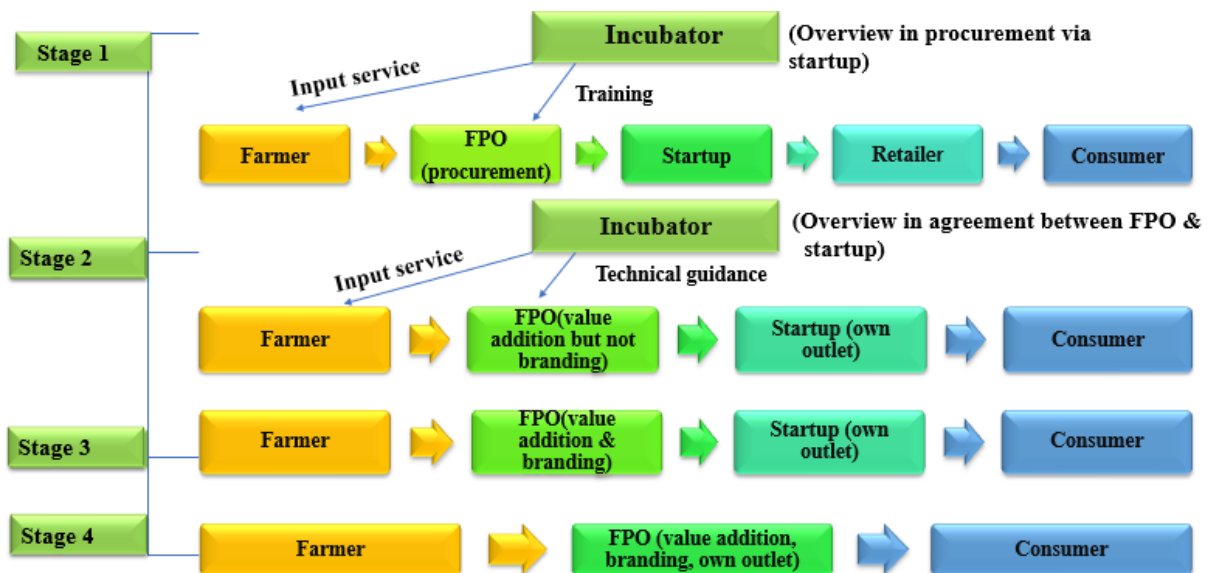 Stage 1
Incubator
(Overview in procurement via
startup)
Input service
Training
Farmer
FPO
(procurement)
Startup
Retailer
Consumer
Stage 2
Incubator
(Overview in agreement between FPO &
startup)
Input service
Technical guidance
Farmer
FPO(value
addition but not
branding)
Startup (own
outlet)
Consumer
Stage 3
Farmer
FPO(value
addition &
branding)
Startup (own
outlet)
Consumer
Stage 4
Farmer
FPO (value addition,
branding, own outlet)
Consumer